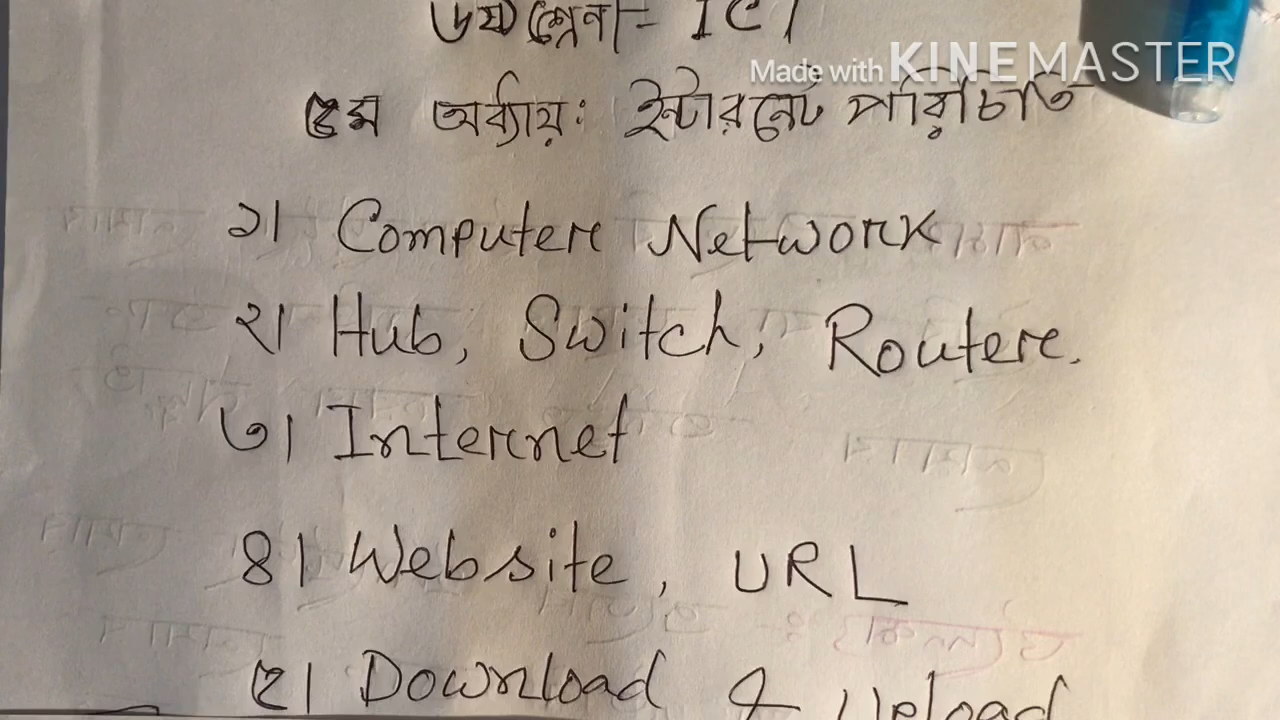 ৬ষ্ঠ শ্রেণী - ICT
Made with KINEMASTER
৫ম অধ্যায়: ইন্টারনেট পরিচিতি
১। Computer Network
২। Hub, Switch, Router.
৩। Internet
৪। Website, URL
৫। Download & Upload